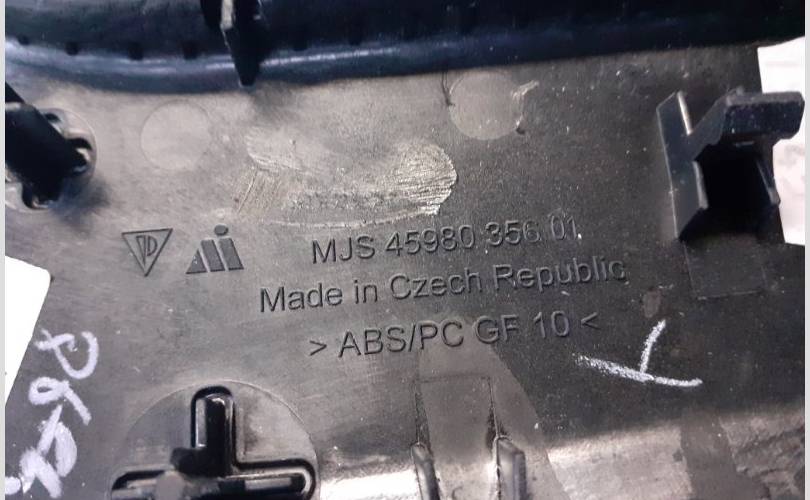 MJS 45980 356 01
Made in Czech Republic
> ABS/PC GF 10 <